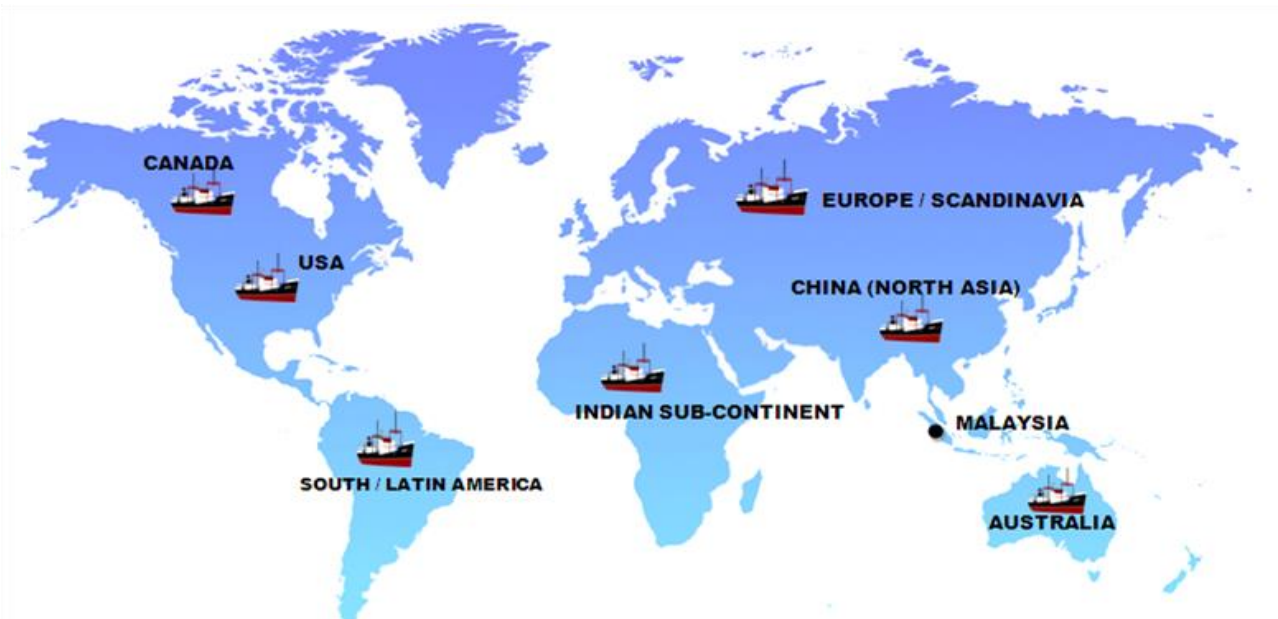 CANADA
EUROPE / SCANDINAVIA
USA
CHINA (NORTH ASIA)
INDIAN SUB-CONTINENT
MALAYSIA
SOUTH / LATIN AMERICA
AUSTRALIA